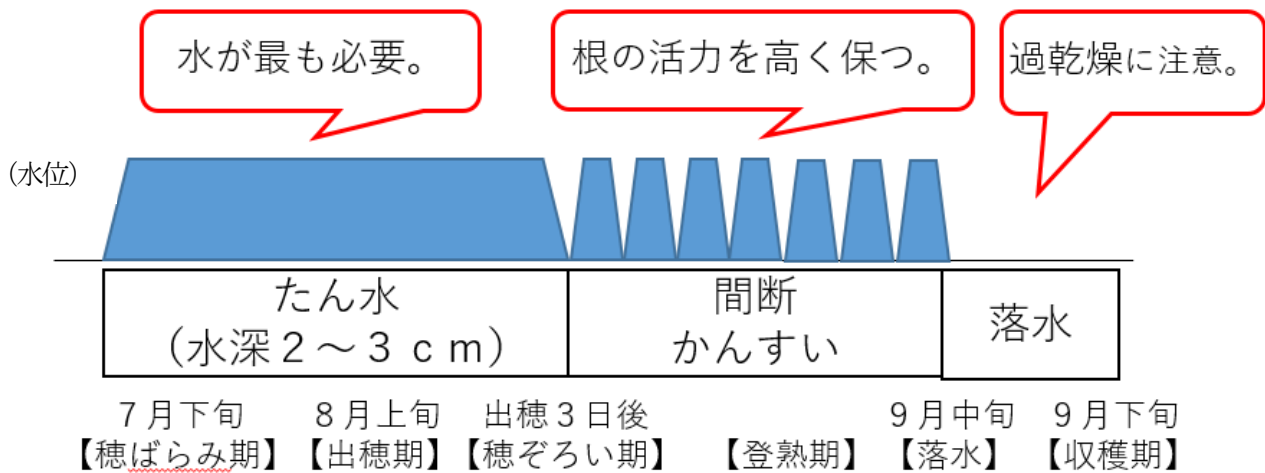 水が最も必要。
根の活力を高く保つ。
過乾燥に注意。
（水位）
たん水
（水深２～３ｃｍ）
間断
かんすい
落水
７月下旬
【穂ばらみ期】
８月上旬
【出穂期】
出穂３日後
【穂ぞろい期】
【登熟期】
９月中旬
【落水】
９月下旬
【収穫期】